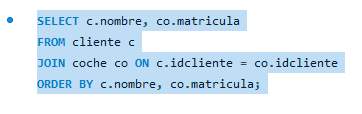 SELECT c.nombre, co.matricula
FROM cliente c
JOIN coche co ON c.idcliente = co.idcliente
ORDER BY c.nombre, co.matricula;